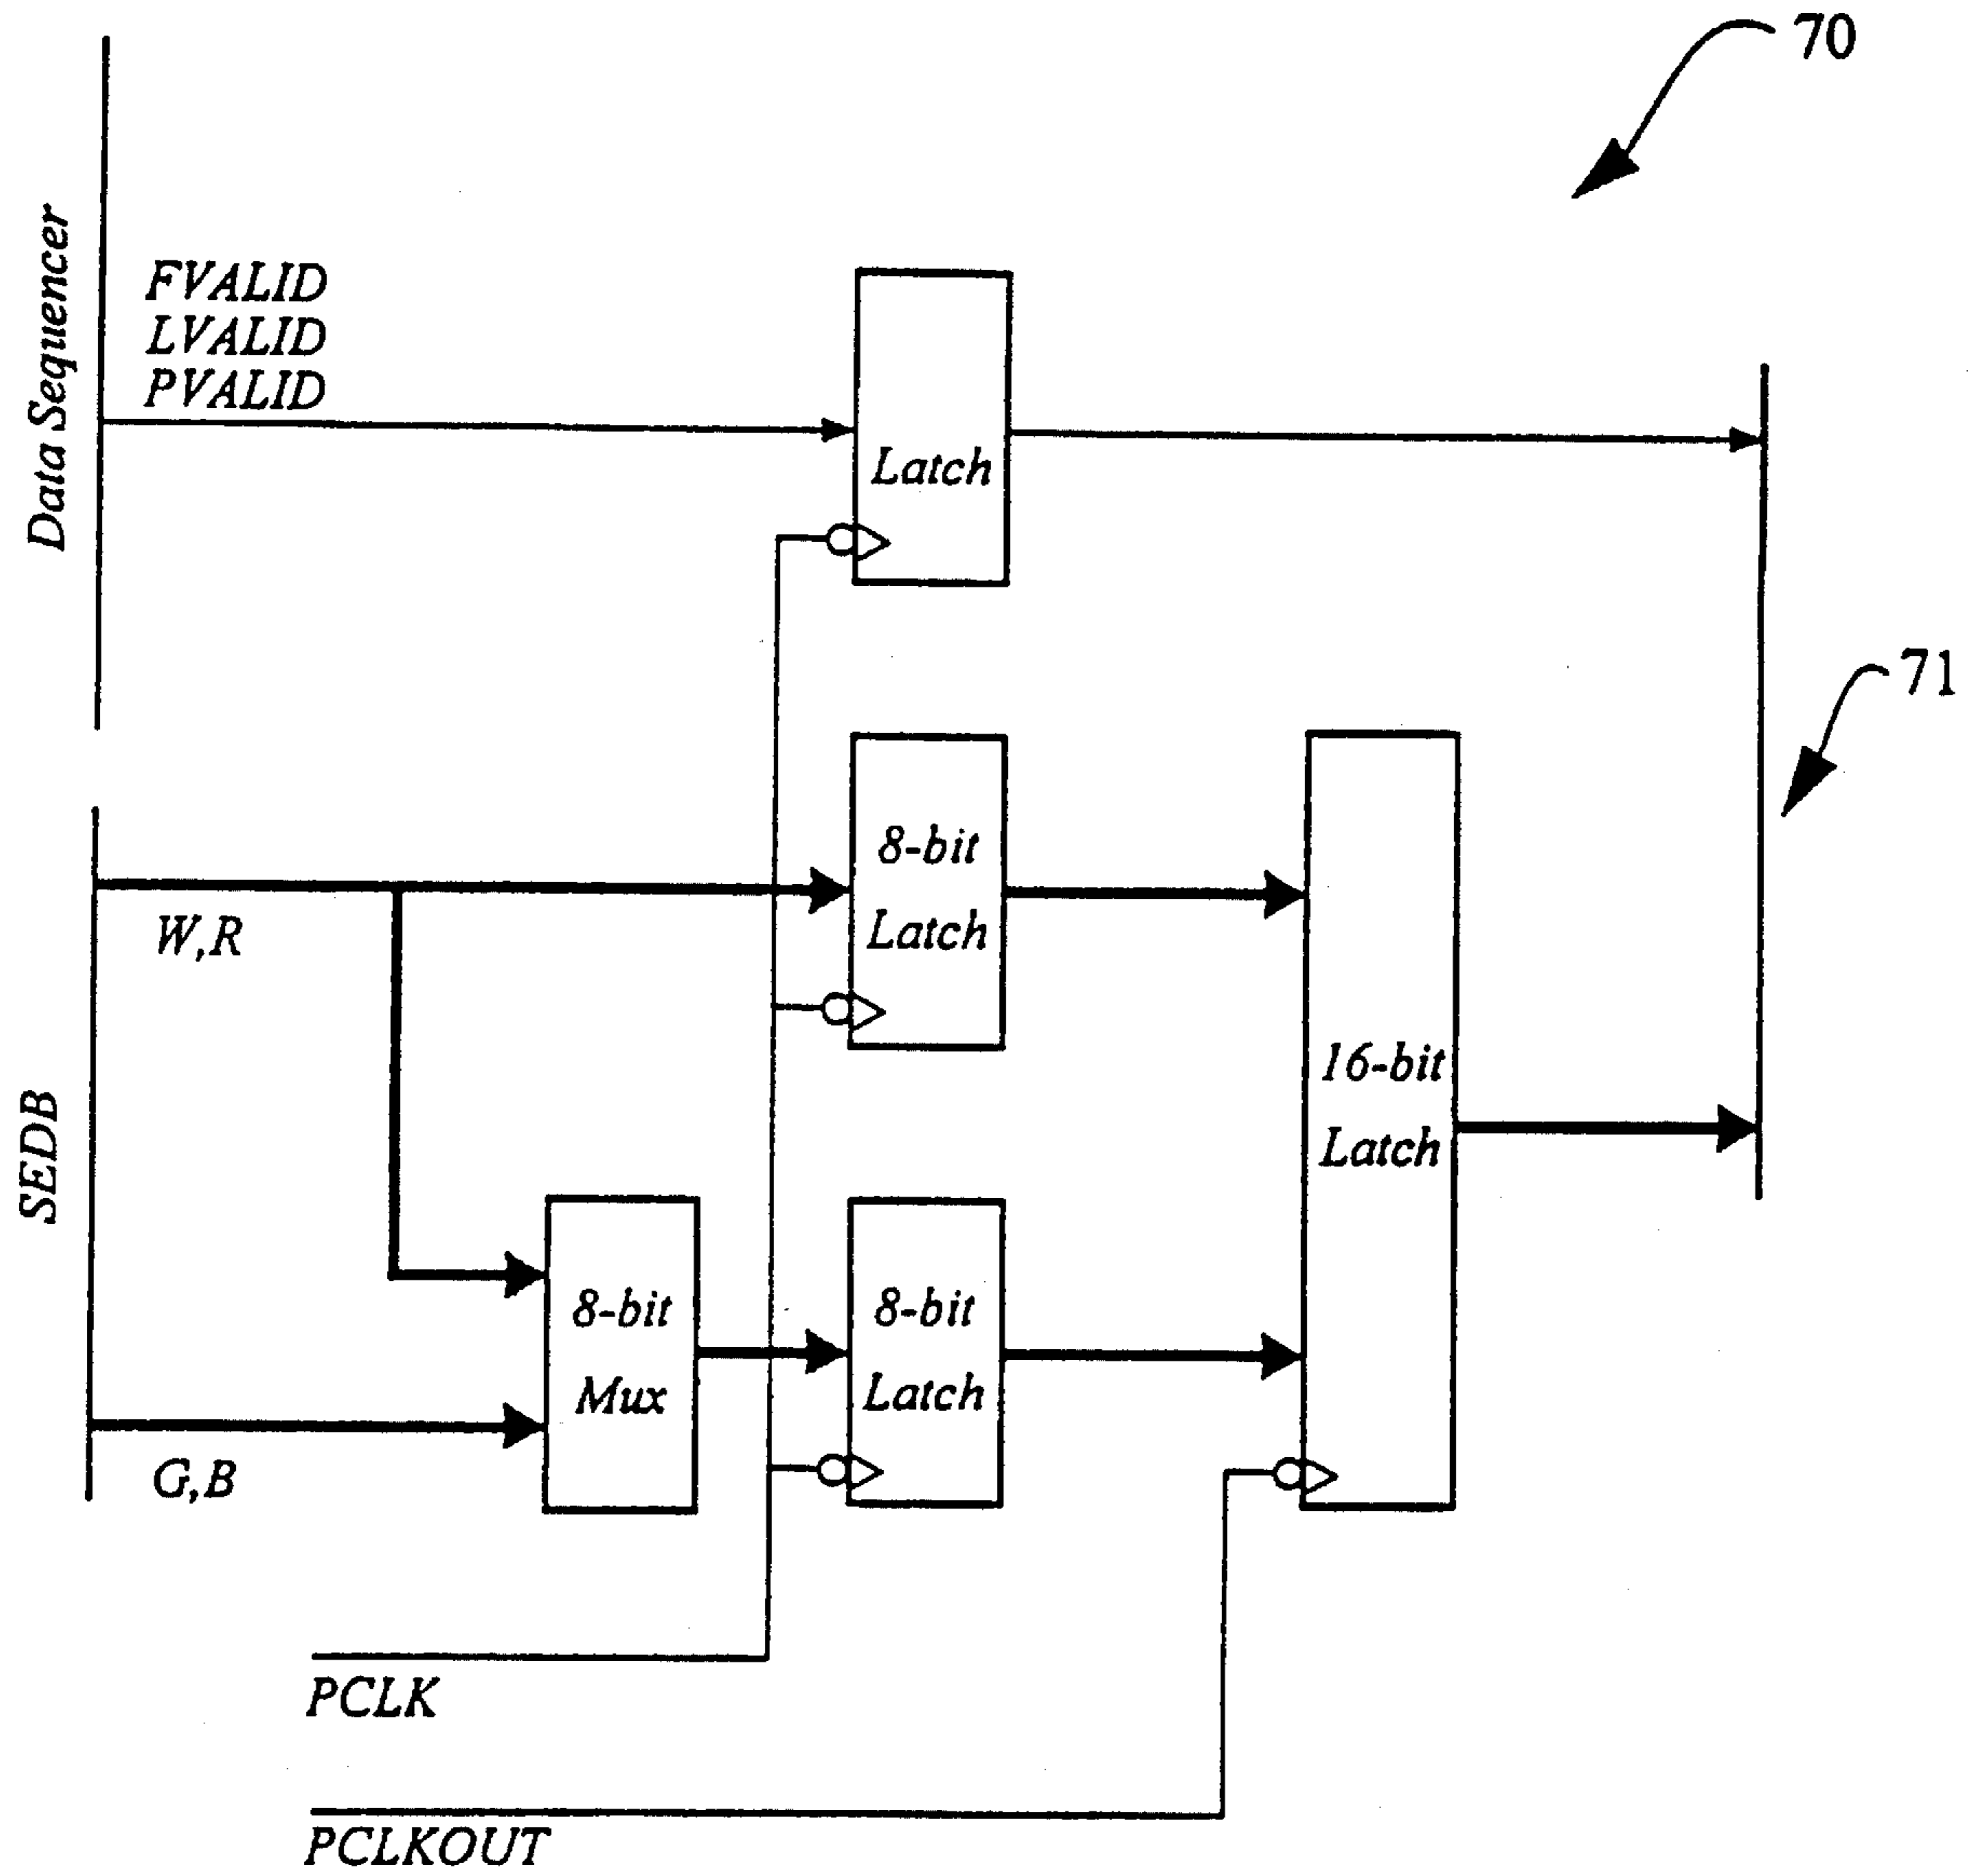 70
Data Sequencer
FVALID
LVALID
PVALID
Latch
71
SEDB
W,R
8-bit
Latch
16-bit
Latch
8-bit
Mux
8-bit
Latch
G,B
PCLK
PCLKOUT